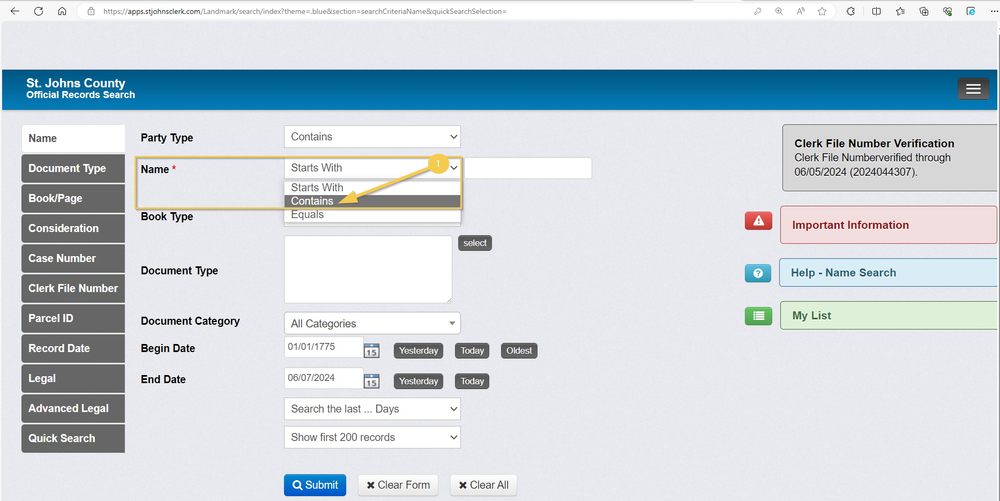 https://apps.stjohnsclerk.com/Landmark/search/index?theme=.blue&section=searchCriteriaName&quickSearchSelection=
St. Johns County
Official Records Search
Name
Document Type
Book/Page
Consideration
Case Number
Clerk File Number
Parcel ID
Record Date
Legal
Advanced Legal
Quick Search
Party Type
Contains
Name *
Starts With
1
Starts With
Contains
Equals
Book Type
select
Document Type
Document Category
All Categories
Begin Date
01/01/1775
15
Yesterday
Today
Oldest
End Date
06/07/2024
15
Yesterday
Today
Search the last ... Days
Show first 200 records
Submit
Clear Form
Clear All
Clerk File Number Verification
Clerk File Numberverified through
06/05/2024 (2024044307).
Important Information
Help - Name Search
My List